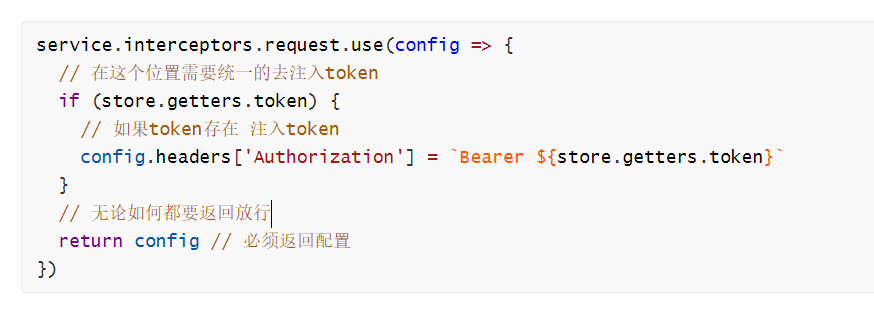 service.interceptors.request.use(config => {
  // 在这个位置需要统一的去注入token
  if (store.getters.token) {
    // 如果token存在 注入token
    config.headers['Authorization'] = `Bearer ${store.getters.token}`
  }
  // 无论如何都要返回放行
  return config // 必须返回配置
})